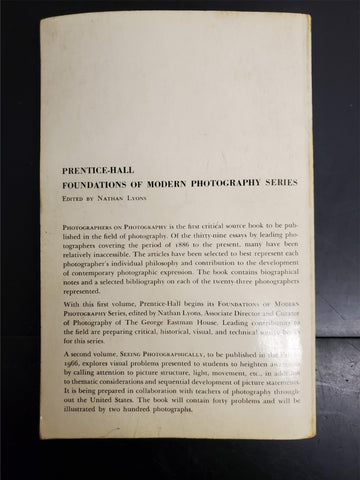 PRENTICE-HALL
FOUNDATIONS OF MODERN PHOTOGRAPHY SERIES
EDITED BY NATHAN LYONS
PHOTOGRAPHERS ON PHOTOGRAPHY is the first critical source book to be pub-
lished in the field of photography. Of the thirty-nine essays by leading pho-
tographers covering the period of 1886 to the present, many have been
relatively inaccessible. The articles have been selected to best represent each
photographer's individual philosophy and contribution to the development
of contemporary photographic expression. The book contains biographical
notes and a selected bibliography on each of the twenty-three photographers
represented.
With this first volume, Prentice-Hall begins its FOUNDATIONS OF MODERN
PHOTOGRAPHY SERIES, edited by Nathan Lyons, Associate Director and Curator
of Photography of The George Eastman House. Leading contributors to
the field are preparing critical, historical, visual, and technical
for this series.
A second volume, SEEING PHOTOGRAPHICALLY, to be published in the
1966, explores problems presented to students to heighten
by calling attention to picture structure, light, movement, etc., in addition
to thematic considerations and sequential development of picture statements.
It is being prepared in collaboration with teachers of photography through-
out the United States. The book will contain forty problems and will be
illustrated by two hundred photographs.